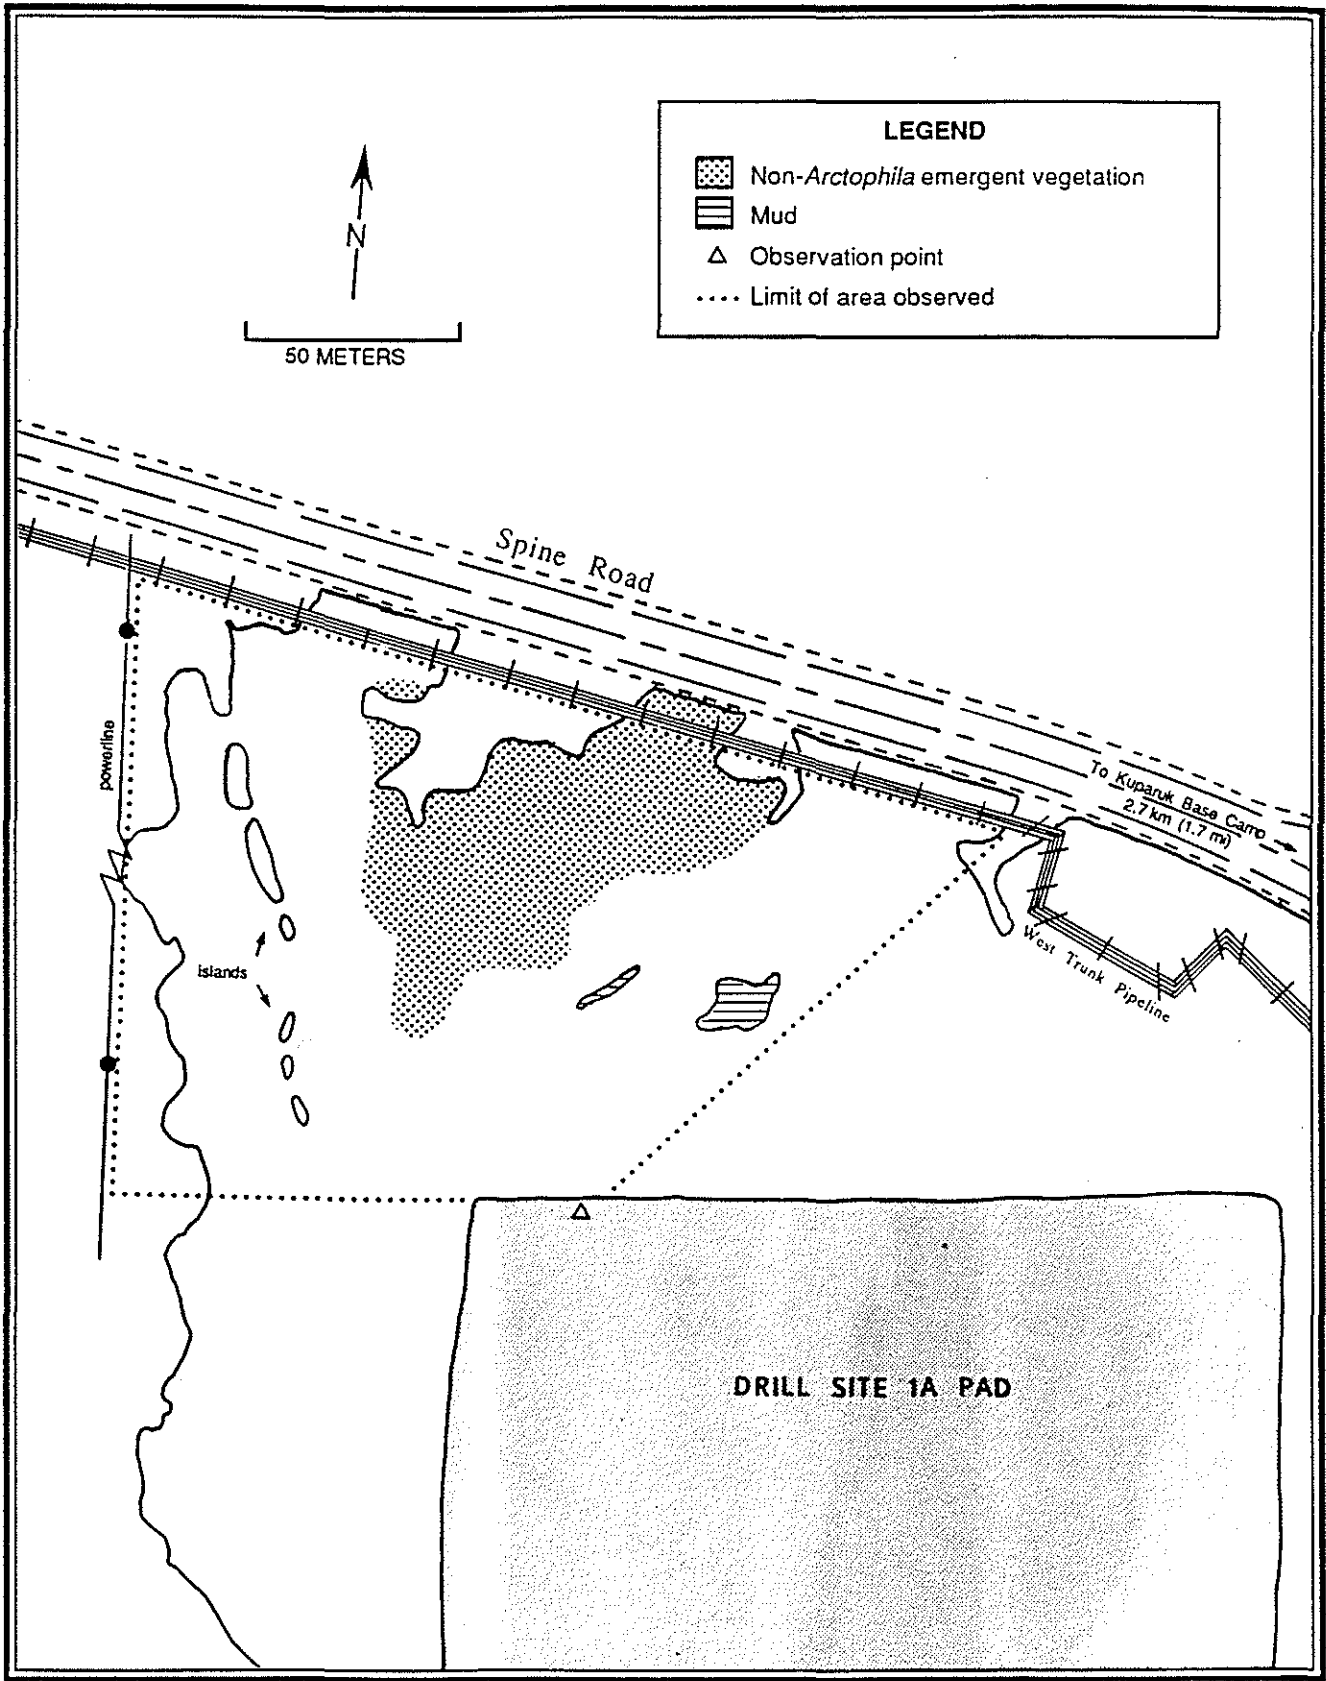 LEGEND
Non-Arctophila emergent vegetation
Mud
Observation point
Limit of area observed
N
50 METERS
Spine Road
powerline
To Kuparuk Base Camp
2.7 km (1.7 mi)
islands
West Trunk Pipeline
DRILL SITE 1A PAD